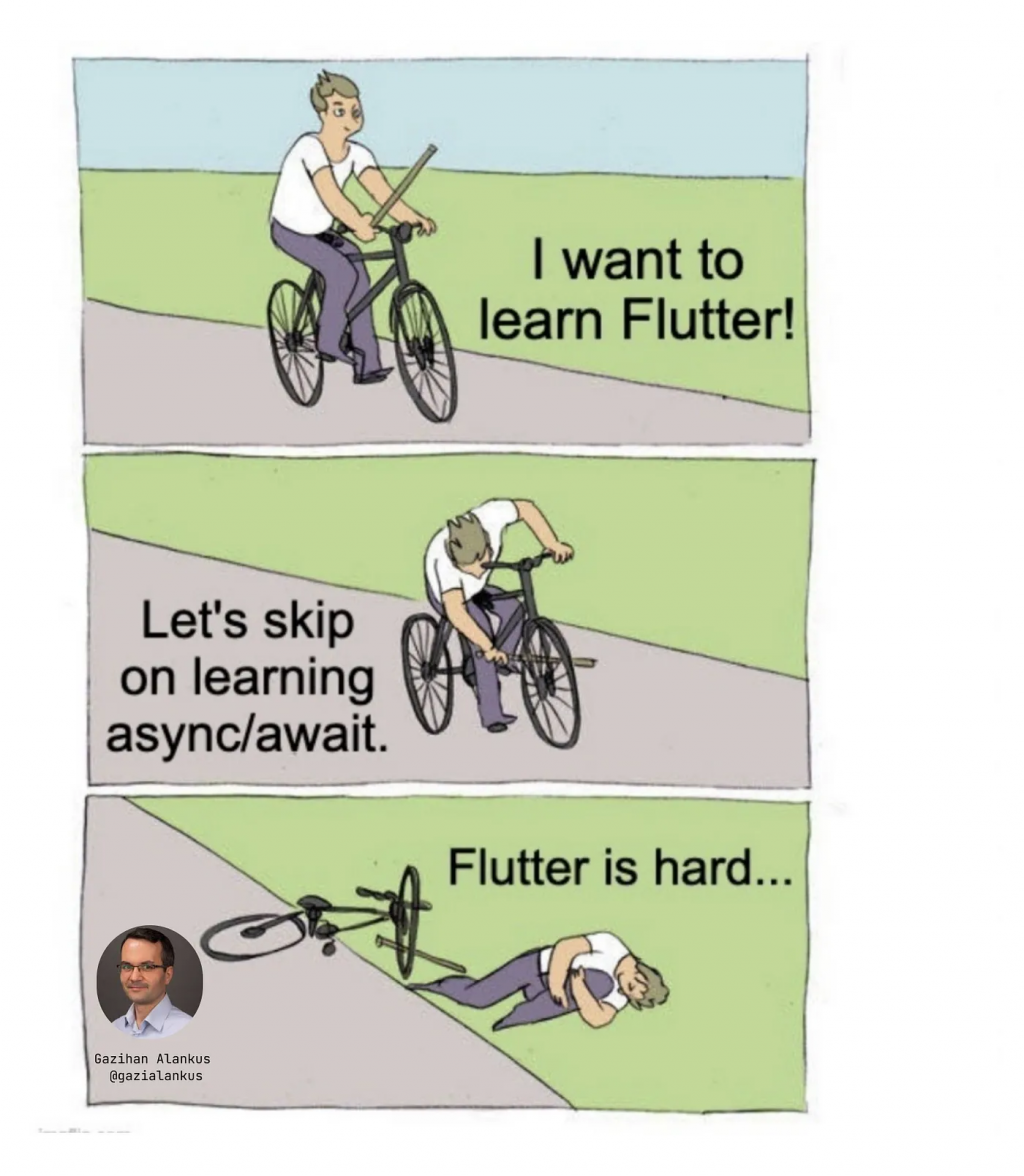 I want to
learn Flutter!
Let's skip
on learning
async/await.
Flutter is hard...
Gazihan Alankus
@gazialankus